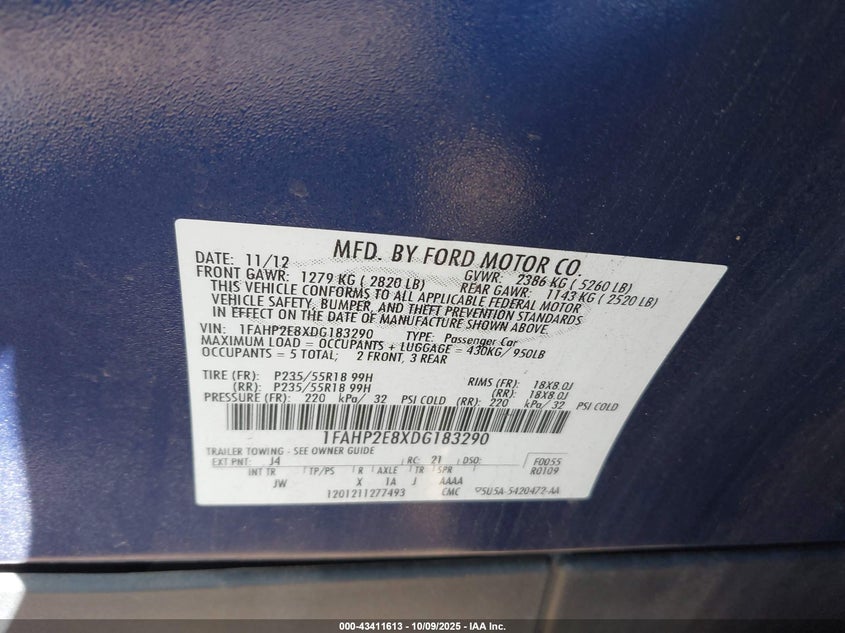 MFD. BY FORD MOTOR CO.
DATE: 11/12 GVWR: 2386 KG ( 5260 LB)
FRONT GAWR: 1279 KG ( 2820 LB) REAR GAWR: 1143 KG ( 2520 LB)
THIS VEHICLE CONFORMS TO ALL APPLICABLE FEDERAL MOTOR
VEHICLE SAFETY, BUMPER, AND THEFT PREVENTION STANDARDS
IN EFFECT ON THE DATE OF MANUFACTURE SHOWN ABOVE.
VIN: 1FAHP2E8XDG183290 TYPE: Passenger Car
MAXIMUM LOAD = OCCUPANTS + LUGGAGE = 430KG/ 950LB
OCCUPANTS = 5 TOTAL; 2 FRONT, 3 REAR
TIRE (FR): P235/55R18 99H RIMS (FR): 18X8.0J
(RR): P235/55R18 99H (RR): 18X8.0J
PRESSURE (FR): 220 kPa/ 32 PSI COLD (RR): 220 kPa/ 32 PSI COLD
1FAHP2E8XDG183290
TRAILER TOWING - SEE OWNER GUIDE
EXT PNT: J4 RC: 21 DSO: F0055
INT TR TP/PS R AXLE TR SPR R0109
JW X 1A J AAAA
1201211277493 CMC 5U5A-5420472-AA
000-43411613 - 10/09/2025 - IAA Inc.